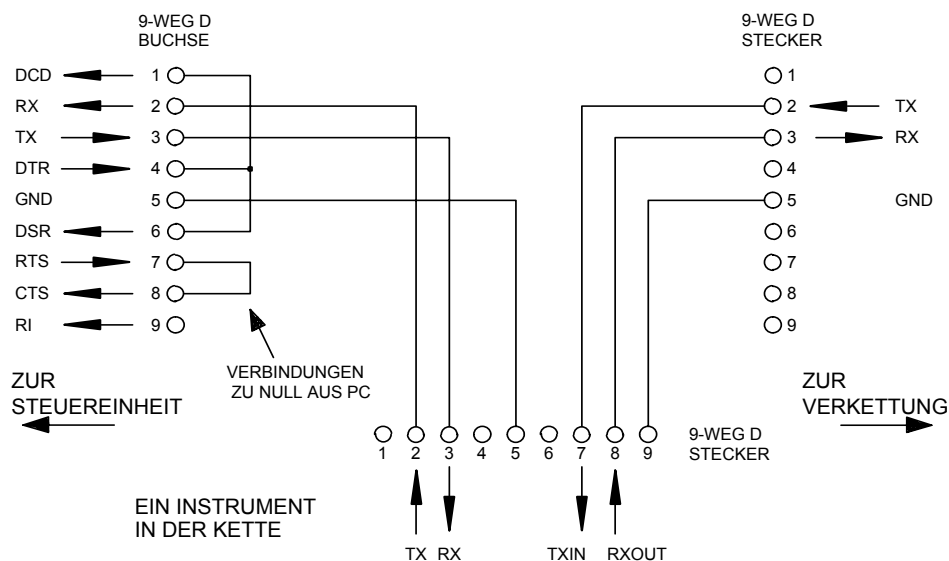 9-WEG D
BUCHSE
9-WEG D
STECKER
DCD 1
RX 2
TX 3
DTR 4
GND 5
DSR 6
RTS 7
CTS 8
RI 9
1
2 TX
3 RX
4
5 GND
6
7
8
9
VERBINDUNGEN
ZU NULL AUS PC
ZUR
STEUEREINHEIT
ZUR
VERKETTUNG
1 2 3 4 5 6 7 8 9
9-WEG D
STECKER
EIN INSTRUMENT
IN DER KETTE
TX RX TXIN RXOUT